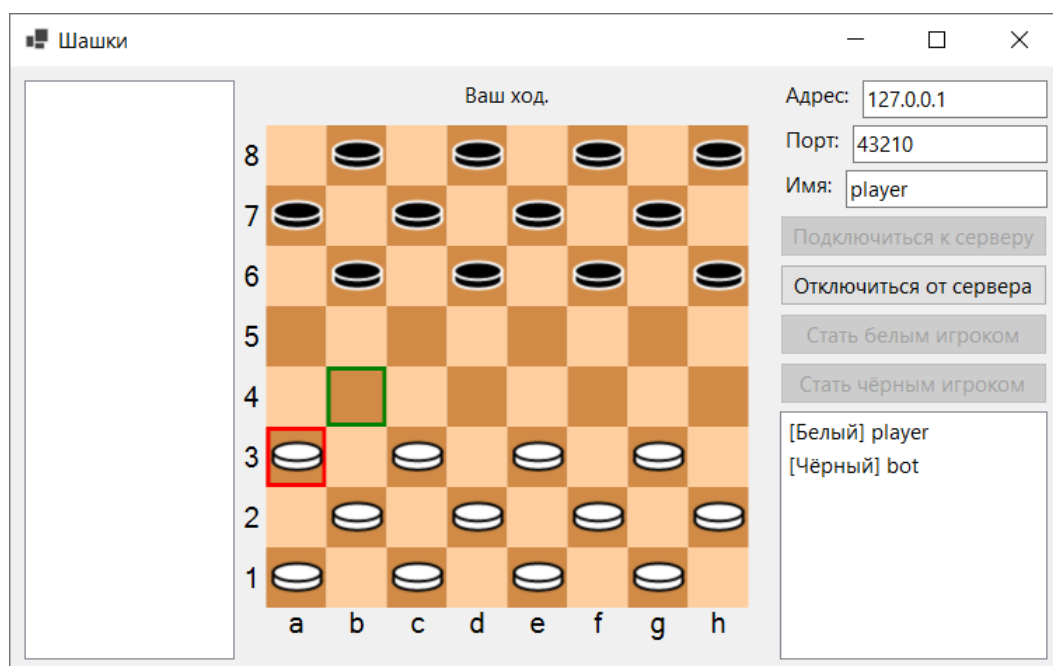 Шашки
Ваш ход.
8
7
6
5
4
3
2
1
a b c d e f g h
Адрес: 127.0.0.1
Порт: 43210
Имя: player
Подключиться к серверу
Отключиться от сервера
Стать белым игроком
Стать чёрным игроком
[Белый] player
[Чёрный] bot